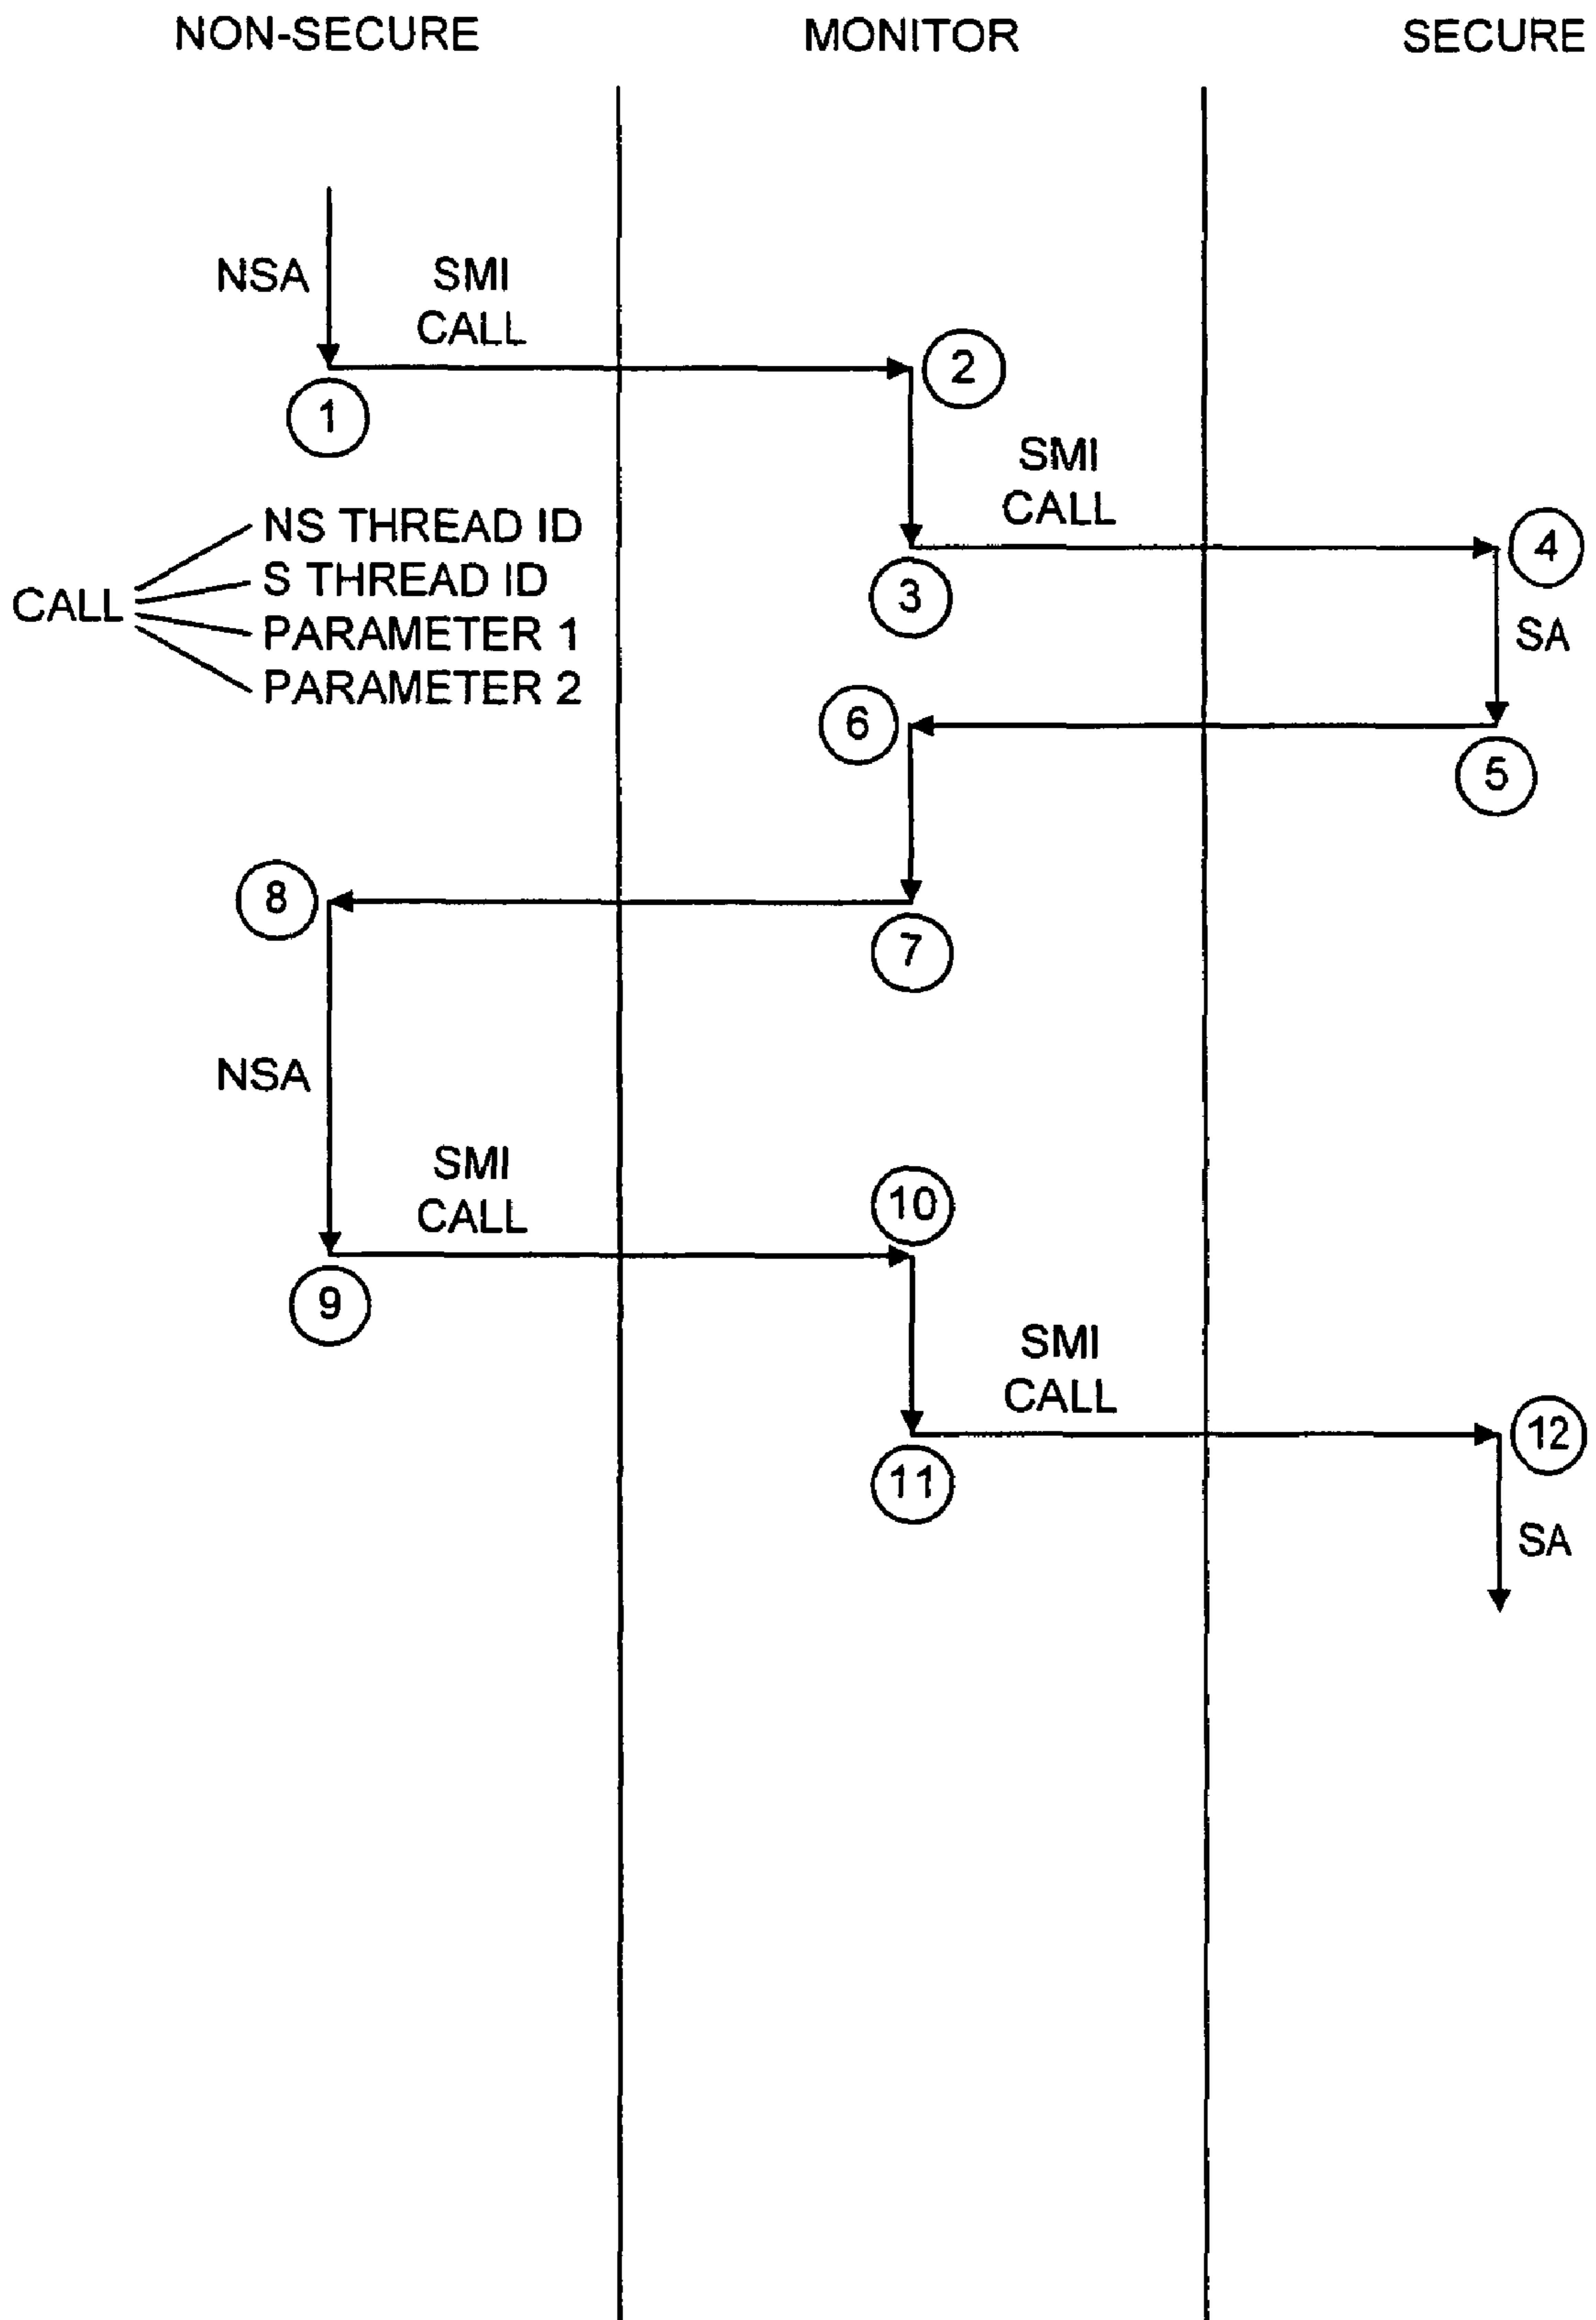 NON-SECURE
MONITOR
SECURE
NSA
SMI
CALL
2
1
SMI
CALL
4
3
CALL
NS THREAD ID
S THREAD ID
PARAMETER 1
PARAMETER 2
SA
6
5
8
7
NSA
SMI
CALL
10
9
SMI
CALL
12
11
SA